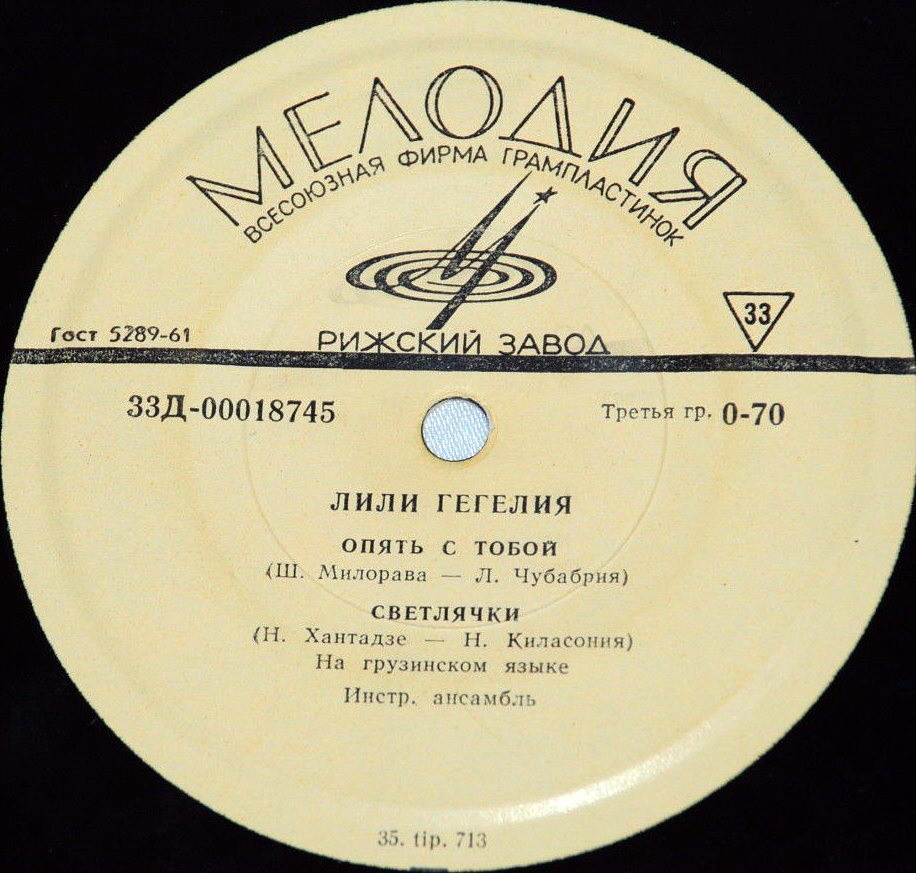 МЕЛОДИЯ
ВСЕСОЮЗНАЯ ФИРМА ГРАМПЛАСТИНОК
33
Гост 5289-61
РИЖСКИЙ ЗАВОД
33Д-00018745
Третья гр. 0-70
ЛИЛИ ГЕГЕЛИЯ
ОПЯТЬ С ТОБОЙ
(Ш. Милорава — Л. Чубабрия)
СВЕТЛЯЧКИ
(Н. Хантадзе — Н. Киласония)
На грузинском языке
Инстр. ансамбль
35. tip. 713